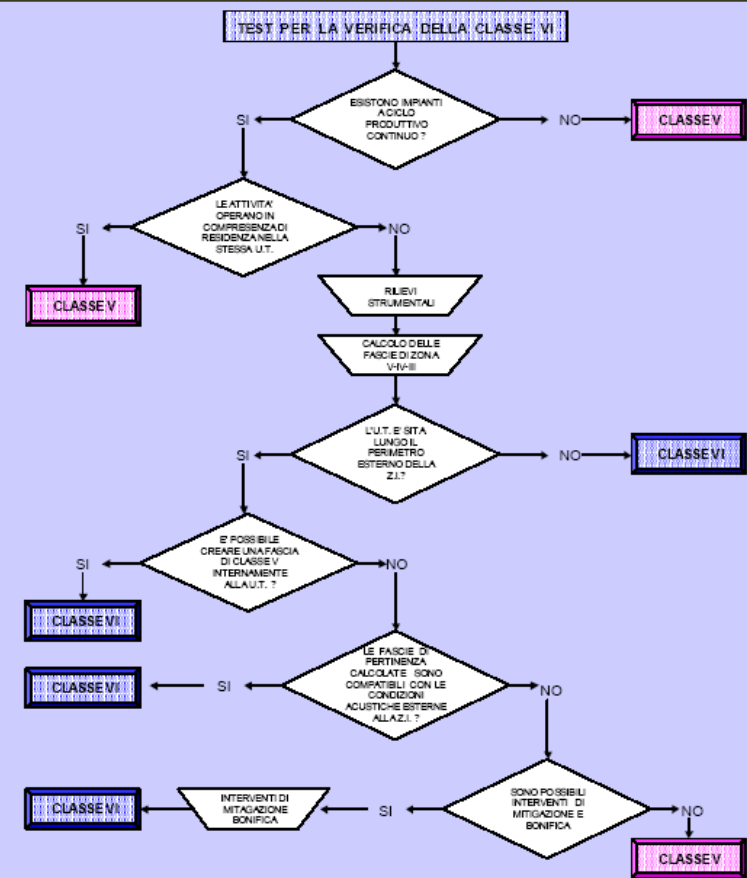 TEST PER LA VERIFICA DELLA CLASSE VI
ESISTONO IMPIANTI
A CICLO
PRODUTTIVO
CONTINUO ?
SI
NO
CLASSE V
LE ATTIVITA'
OPERANO IN
COMPRESENZA DI
RESIDENZA NELLA
STESSA U.T.
SI
NO
CLASSE V
RILIEVI
STRUMENTALI
CALCOLO DELLE
FASCIE DI ZONA
V-IV-III
L'U.T. E' SITA
LUNGO IL
PERIMETRO
ESTERNO DELLA
Z.I.?
SI
NO
CLASSE VI
E' POSSIBILE
CREARE UNA FASCIA
DI CLASSE V
INTERNAMENTE
ALLA U.T. ?
SI
NO
CLASSE VI
LE FASCIE DI
PERTINENZA
CALCOLATE SONO
COMPATIBILI CON LE
CONDIZIONI
ACUSTICHE ESTERNE
ALLA Z.I. ?
SI
CLASSE VI
NO
SONO POSSIBILI
INTERVENTI DI
MITIGAZIONE E
BONIFICA
SI
INTERVENTI DI
MITAGAZIONE
BONIFICA
CLASSE VI
NO
CLASSE V